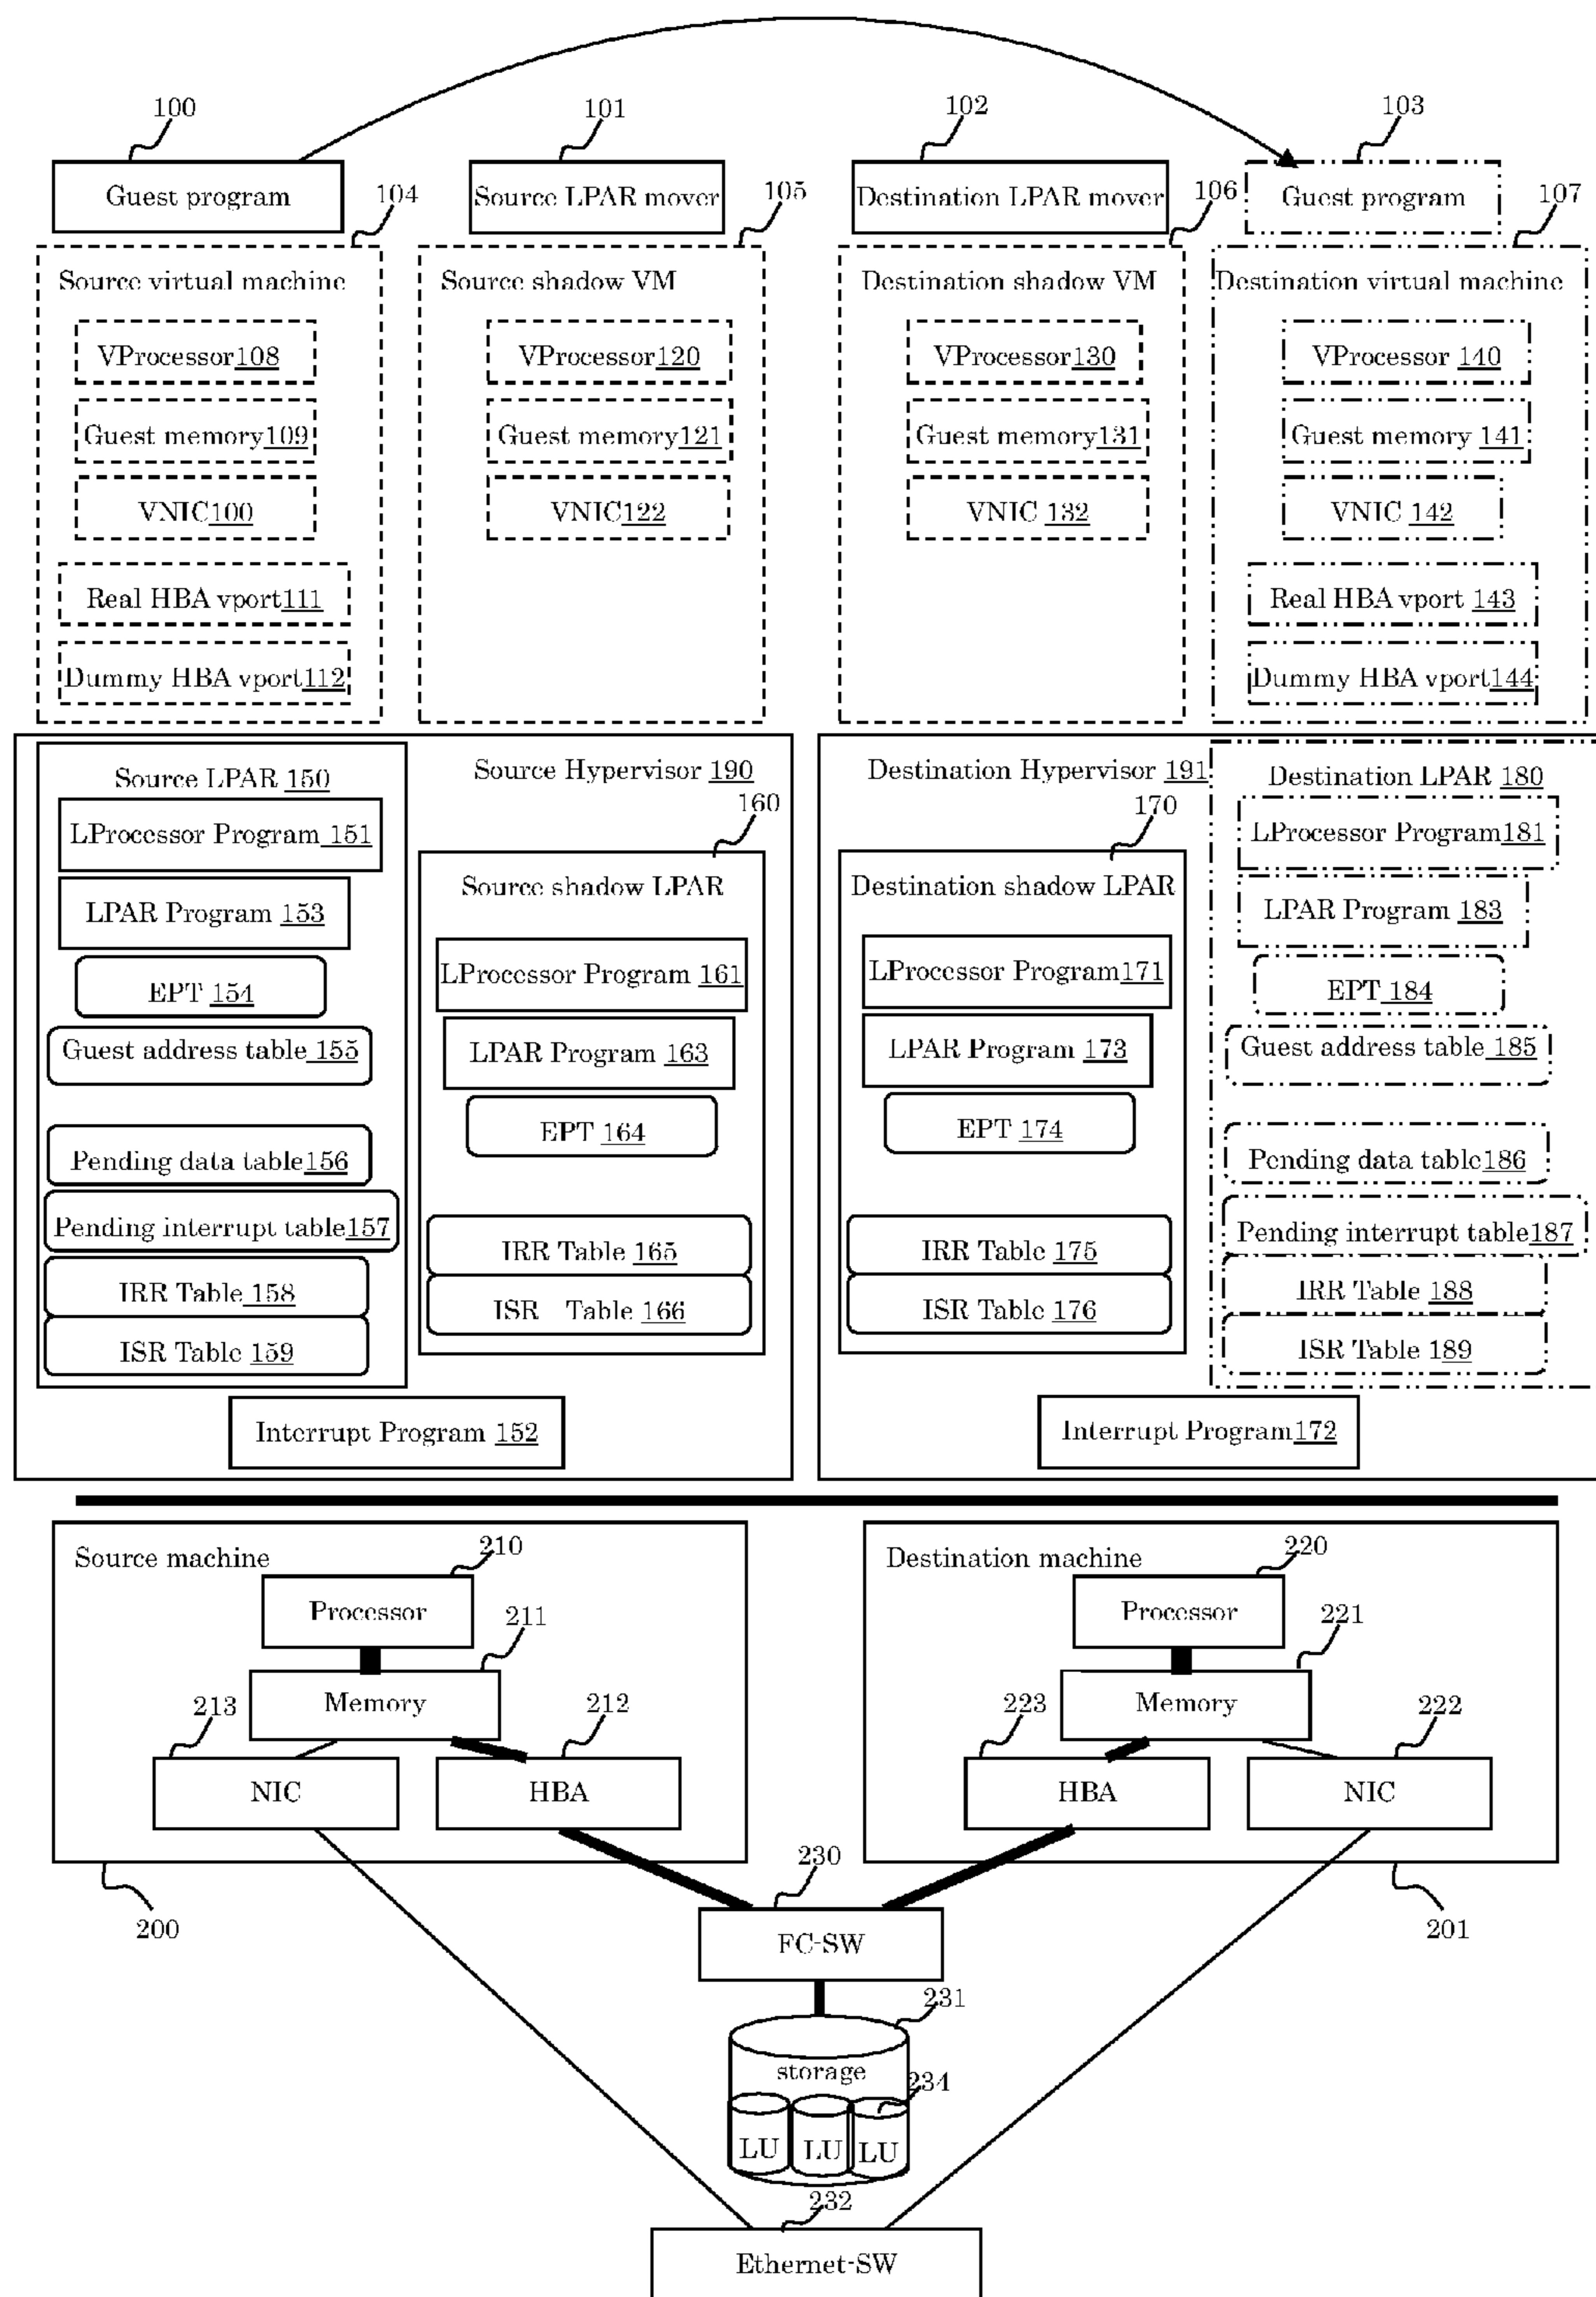 100
101
102
103
Guest program
Source LPAR mover
Destination LPAR mover
Guest program
104
105
106
107
Source virtual machine
Source shadow VM
Destination shadow VM
Destination virtual machine
VProcessor108
VProcessor120
VProcessor130
VProcessor 140
Guest memory109
Guest memory121
Guest memory131
Guest memory 141
VNIC100
VNIC122
VNIC 132
VNIC 142
Real HBA vport111
Real HBA vport 143
Dummy HBA vport112
Dummy HBA vport144
Source LPAR 150
LProcessor Program 151
LPAR Program 153
EPT 154
Guest address table 155
Pending data table156
Pending interrupt table157
IRR Table 158
ISR Table 159
Source Hypervisor 190
160
Source shadow LPAR
LProcessor Program 161
LPAR Program 163
EPT 164
IRR Table 165
ISR Table 166
Interrupt Program 152
Destination Hypervisor 191
170
Destination shadow LPAR
LProcessor Program171
LPAR Program 173
EPT 174
IRR Table 175
ISR Table 176
Destination LPAR 180
LProcessor Program181
LPAR Program 183
EPT 184
Guest address table 185
Pending data table186
Pending interrupt table187
IRR Table 188
ISR Table 189
Interrupt Program172
Source machine
210
Processor
211
Memory
213
212
NIC
HBA
200
Destination machine
220
Processor
221
Memory
223
222
HBA
NIC
201
230
FC-SW
231
storage
234
LU
LU
LU
232
Ethernet-SW